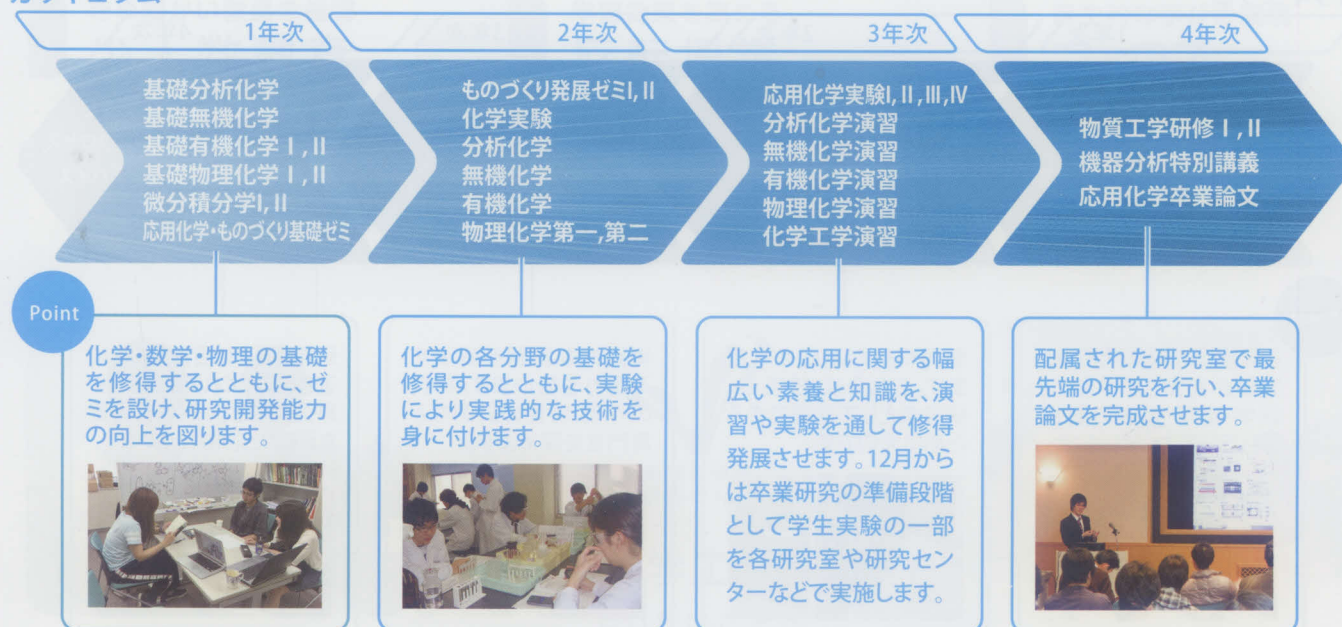 カリキュラム
1年次
基礎分析化学
基礎無機化学
基礎有機化学Ⅰ,Ⅱ
基礎物理化学Ⅰ,Ⅱ
微分積分学I,II
応用化学・ものづくり基礎ゼミ
2年次
ものづくり発展ゼミI,II
化学実験
分析化学
無機化学
有機化学
物理化学第一,第二
3年次
応用化学実験I,II,III,IV
分析化学演習
無機化学演習
有機化学演習
物理化学演習
化学工学演習
4年次
物質工学研修Ⅰ,Ⅱ
機器分析特別講義
応用化学卒業論文
Point
化学・数学・物理の基礎
を修得するとともに、ゼ
ミを設け、研究開発能力
の向上を図ります。
化学の各分野の基礎を
修得するとともに、実験
により実践的な技術を
身に付けます。
化学の応用に関する幅
広い素養と知識を、演
習や実験を通して修得
発展させます。12月から
は卒業研究の準備段階
として学生実験の一部
を各研究室や研究セン
ターなどで実施します。
配属された研究室で最
先端の研究を行い、卒業
論文を完成させます。